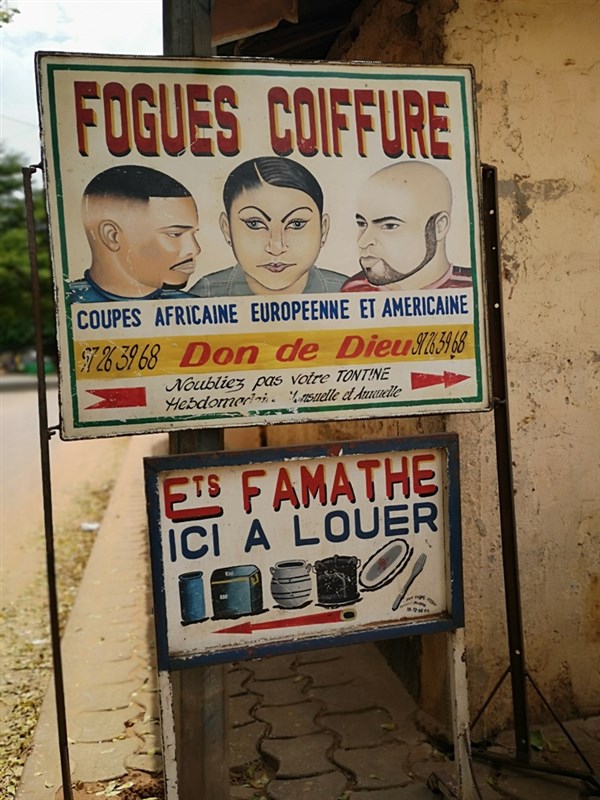 FOGUES COIFFURE
COUPES AFRICAINE EUROPEENNE ET AMERICAINE
97 26 39 68 Don de Dieu 97 26 39 68
N'oubliez pas votre TONTINE
Hebdomadaire Mensuelle et Annuelle
ETS FAMATHE
ICI A LOUER